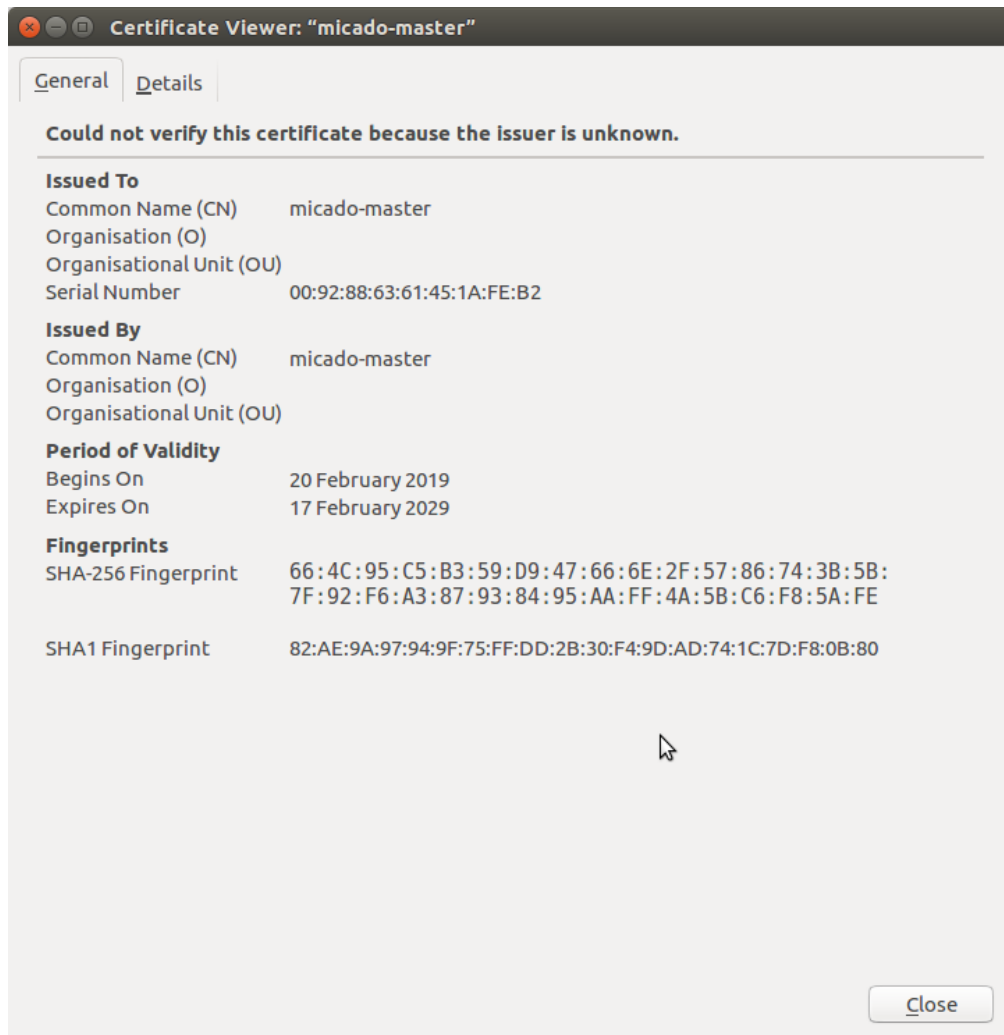 Certificate Viewer: “micado-master”
General Details
Could not verify this certificate because the issuer is unknown.
Issued To
Common Name (CN) micado-master
Organisation (O)
Organisational Unit (OU)
Serial Number 00:92:88:63:61:45:1A:FE:B2
Issued By
Common Name (CN) micado-master
Organisation (O)
Organisational Unit (OU)
Period of Validity
Begins On 20 February 2019
Expires On 17 February 2029
Fingerprints
SHA-256 Fingerprint 66:4C:95:C5:B3:59:D9:47:66:6E:2F:57:86:74:3B:5B:
7F:92:F6:A3:87:93:84:95:AA:FF:4A:5B:C6:F8:5A:FE
SHA1 Fingerprint 82:AE:9A:97:94:9F:75:FF:DD:2B:30:F4:9D:AD:74:1C:7D:F8:0B:80
Close